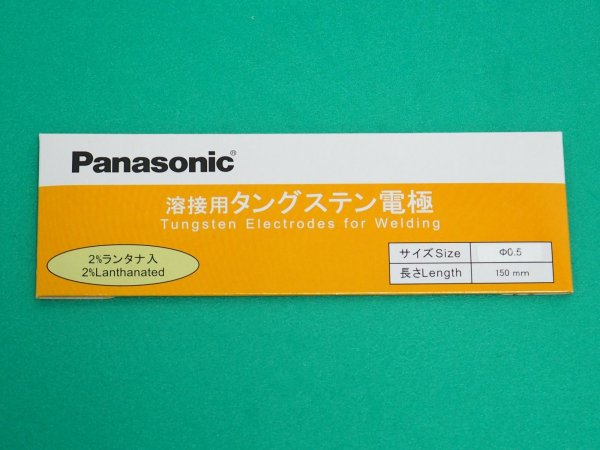 Panasonic®
溶接用タングステン電極
Tungsten Electrodes for Welding
2%ランタナ入
2%Lanthanated
サイズSize Φ0.5
長さLength 150 mm